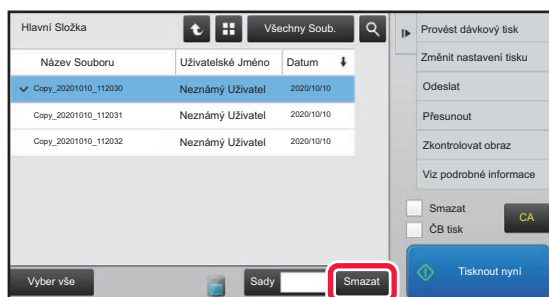 Hlavní Složka
Všechny Soub.
Název Souboru Uživatelské Jméno Datum
Copy_20201010_112030 Neznámý Uživatel 2020/10/10
Copy_20201010_112031 Neznámý Uživatel 2020/10/10
Copy_20201010_112032 Neznámý Uživatel 2020/10/10
Vyber vše
Sady
Smazat
Provést dávkový tisk
Změnit nastavení tisku
Odeslat
Přesunout
Zkontrolovat obraz
Viz podrobné informace
Smazat
ČB tisk
CA
Tisknout nyní